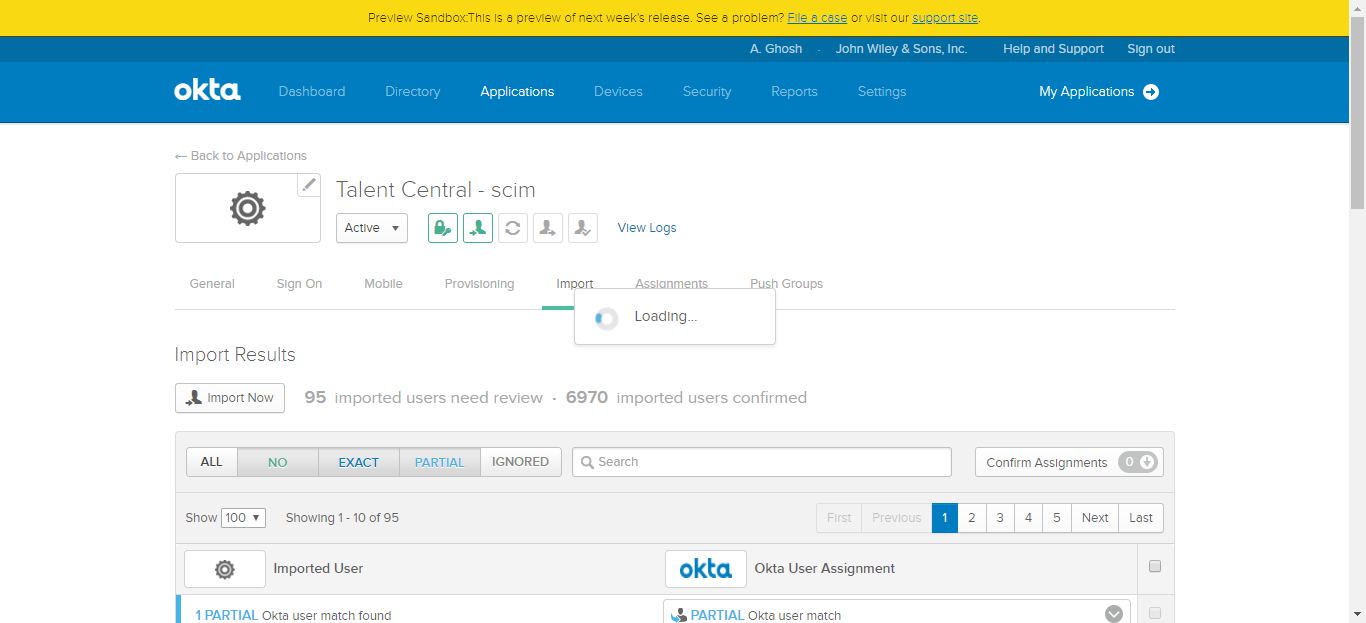 Preview Sandbox:This is a preview of next week's release. See a problem? File a case or visit our support site.
A. Ghosh · John Wiley & Sons, Inc. Help and Support Sign out
okta Dashboard Directory Applications Devices Security Reports Settings My Applications
← Back to Applications
Talent Central - scim
Active View Logs
General Sign On Mobile Provisioning Import Assignments Push Groups
Loading...
Import Results
Import Now 95 imported users need review · 6970 imported users confirmed
ALL NO EXACT PARTIAL IGNORED Search Confirm Assignments 0
Show 100 Showing 1 - 10 of 95 First Previous 1 2 3 4 5 Next Last
Imported User okta Okta User Assignment
1 PARTIAL Okta user match found PARTIAL Okta user match